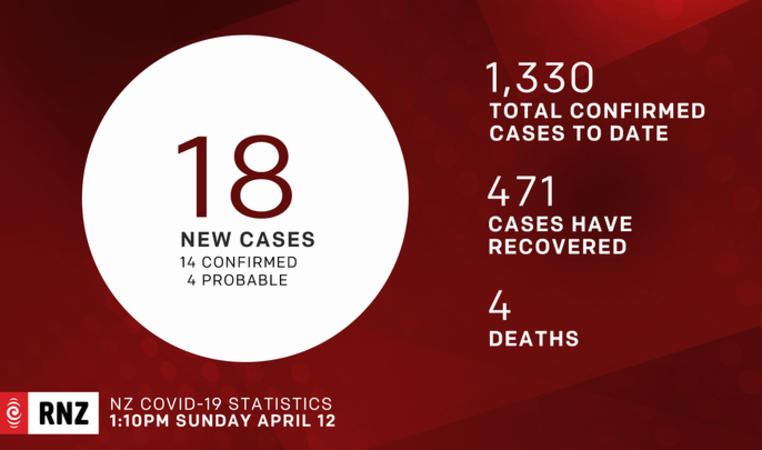 18
NEW CASES
14 CONFIRMED
4 PROBABLE
1,330
TOTAL CONFIRMED
CASES TO DATE
471
CASES HAVE
RECOVERED
4
DEATHS
RNZ
NZ COVID-19 STATISTICS
1:10PM SUNDAY APRIL 12